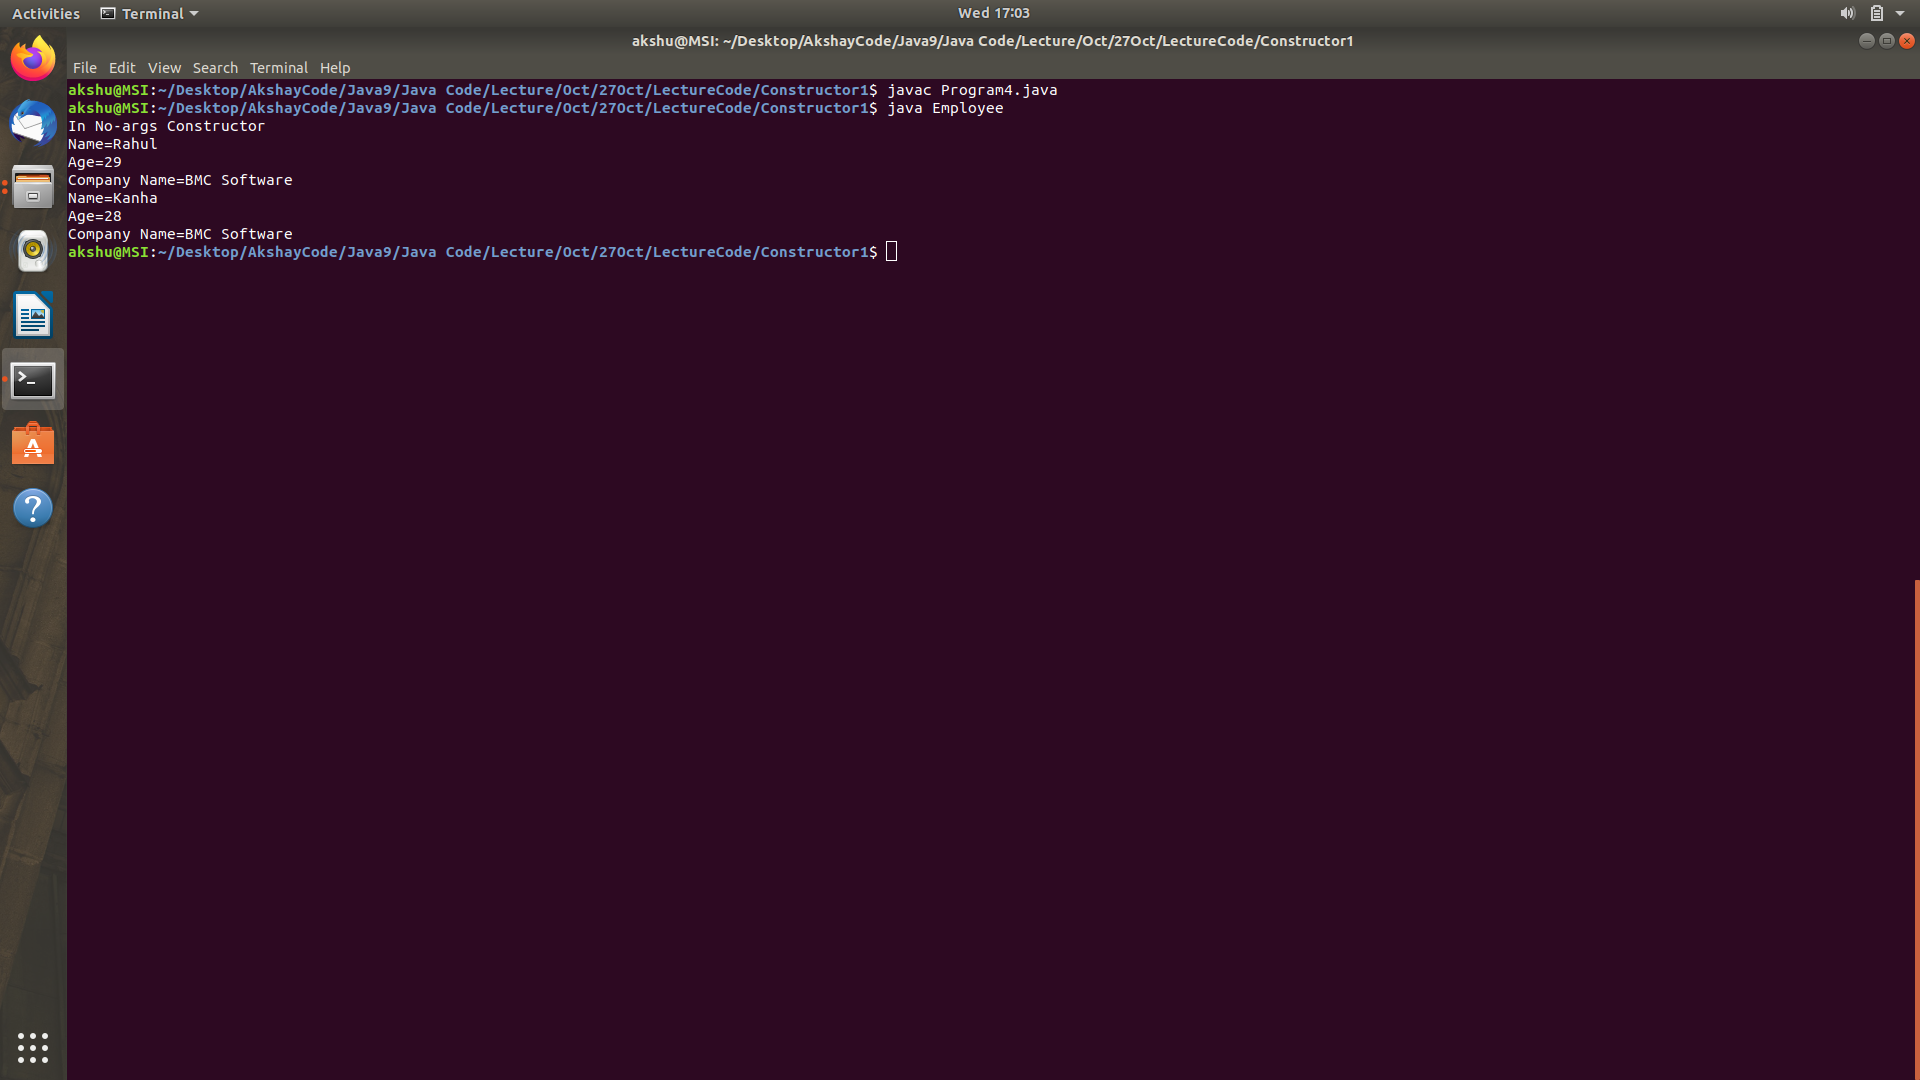 Activities
Terminal
Wed 17:03
akshu@MSI: ~/Desktop/AkshayCode/Java9/Java Code/Lecture/Oct/27Oct/LectureCode/Constructor1
File Edit View Search Terminal Help
akshu@MSI:~/Desktop/AkshayCode/Java9/Java Code/Lecture/Oct/27Oct/LectureCode/Constructor1$ javac Program4.java
akshu@MSI:~/Desktop/AkshayCode/Java9/Java Code/Lecture/Oct/27Oct/LectureCode/Constructor1$ java Employee
In No-args Constructor
Name=Rahul
Age=29
Company Name=BMC Software
Name=Kanha
Age=28
Company Name=BMC Software
akshu@MSI:~/Desktop/AkshayCode/Java9/Java Code/Lecture/Oct/27Oct/LectureCode/Constructor1$